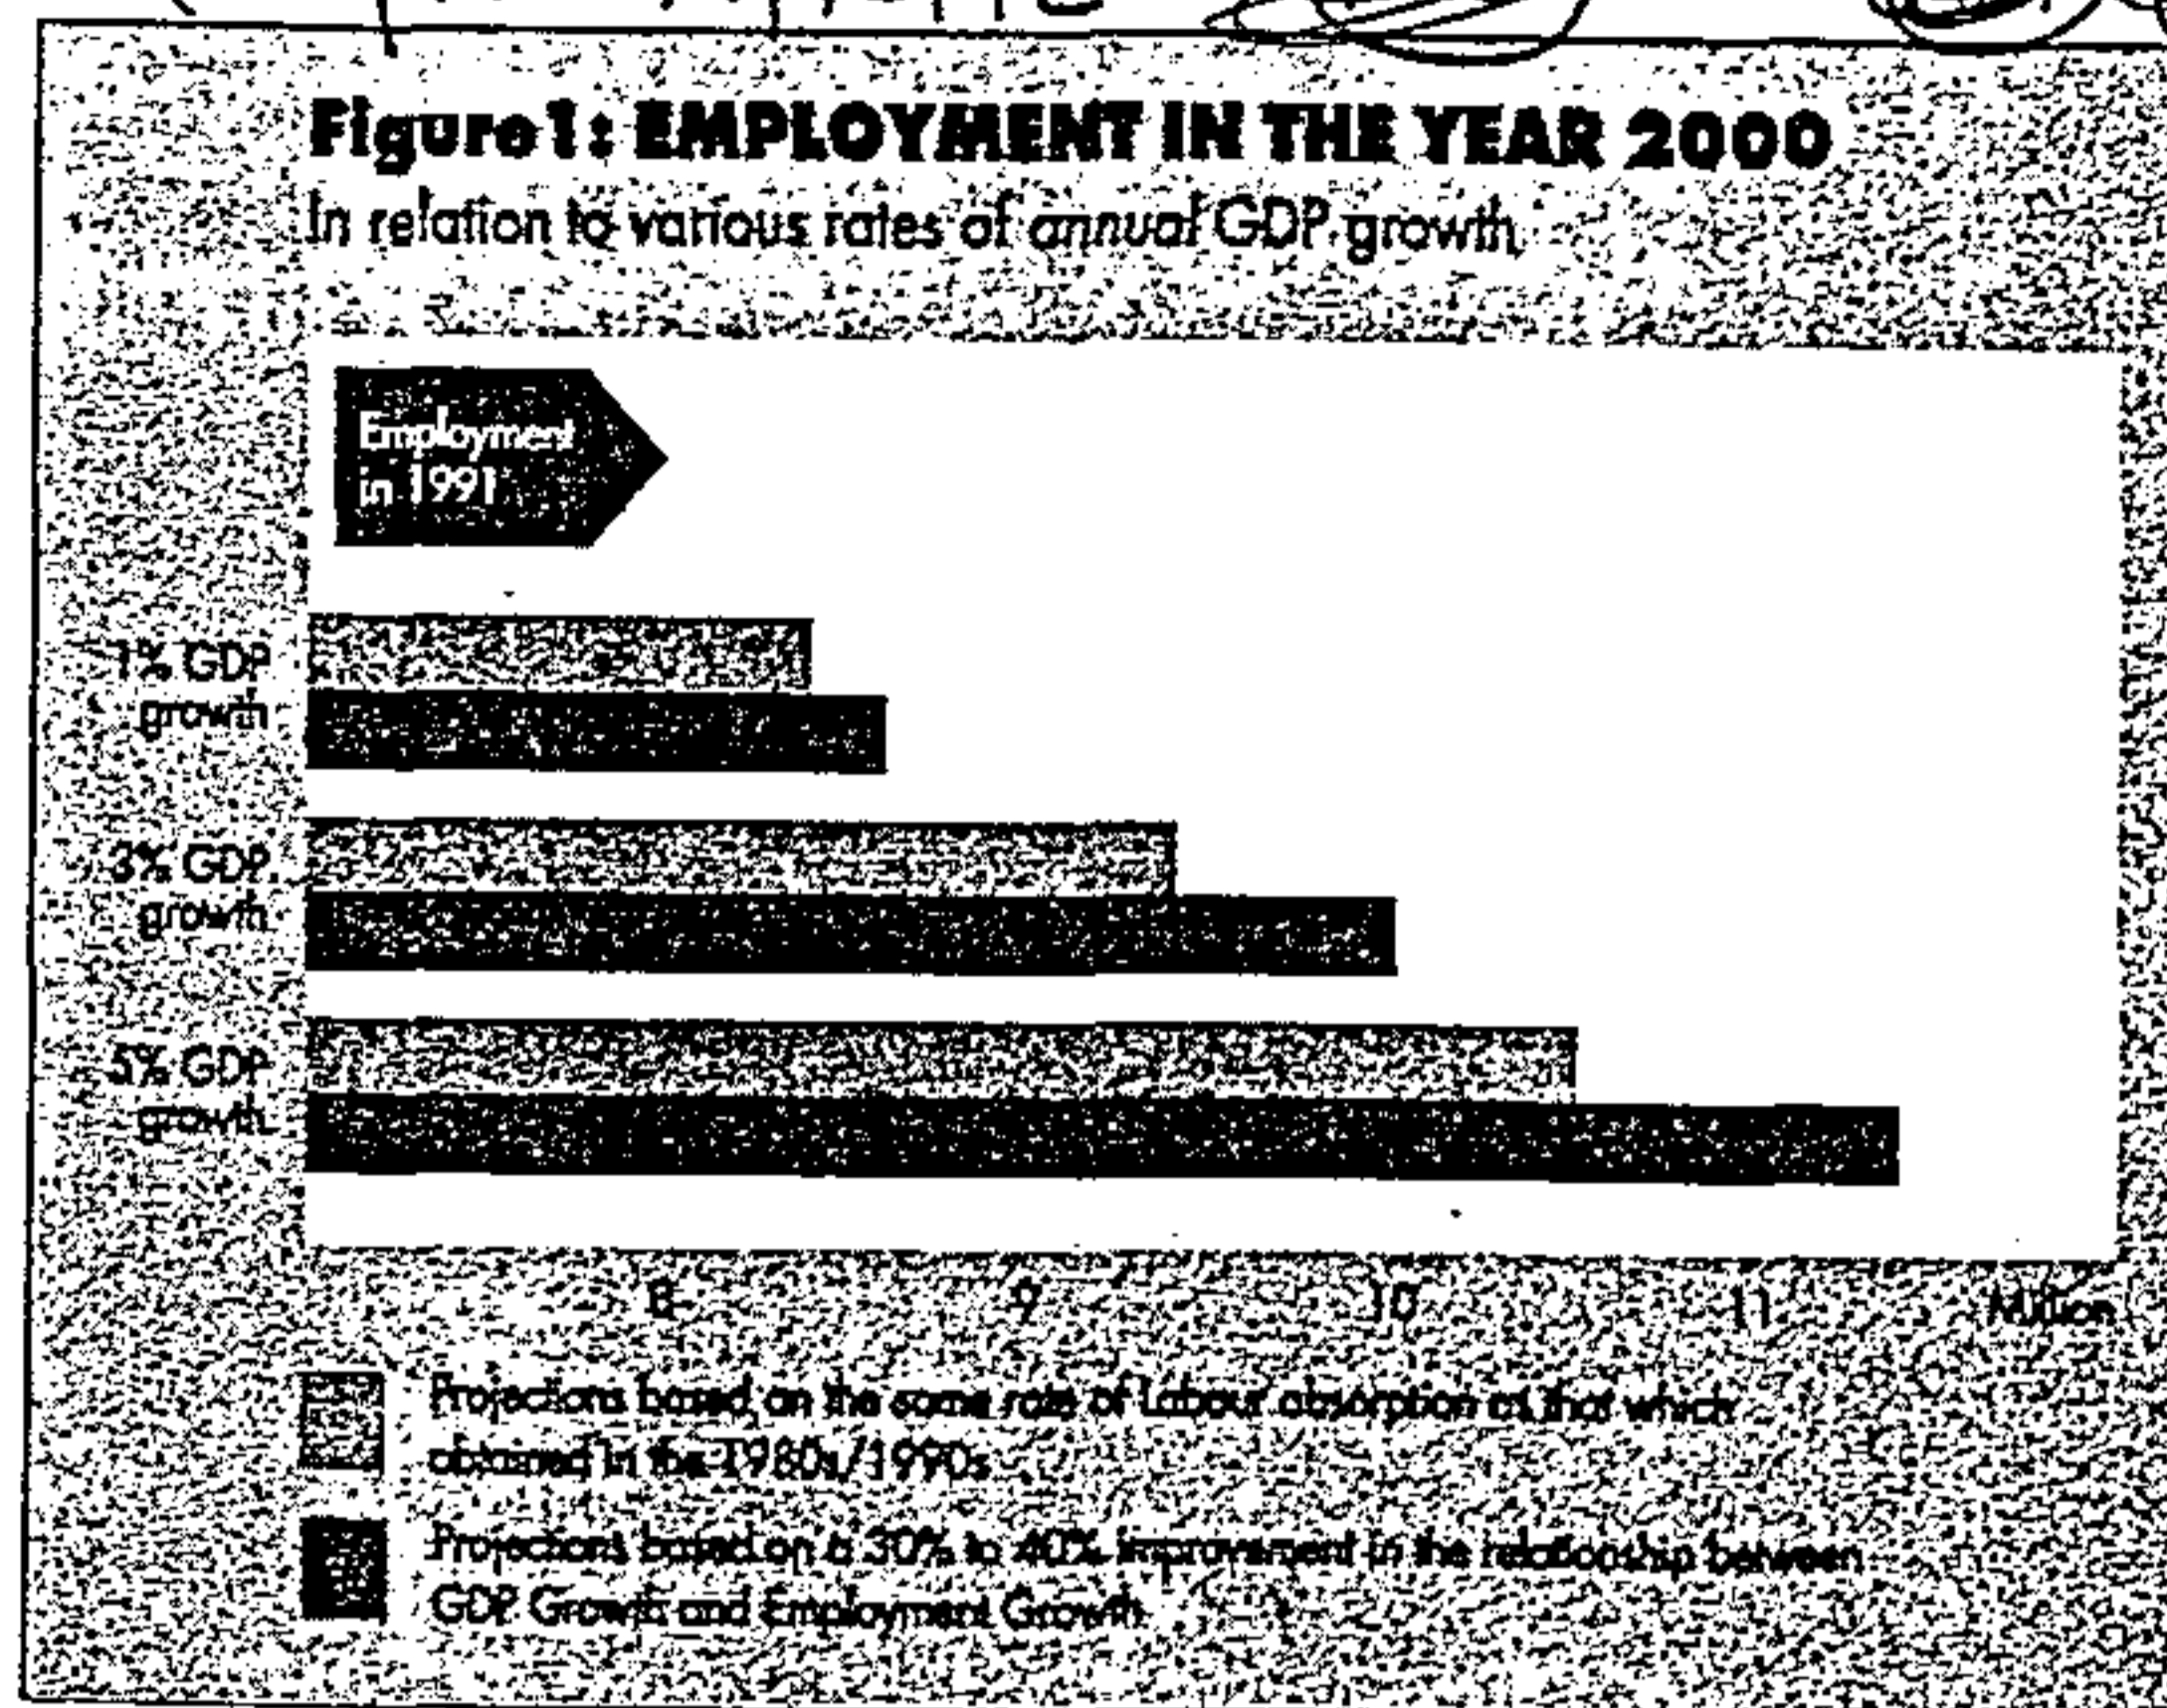 Figure 1: EMPLOYMENT IN THE YEAR 2000
In relation to various rates of annual GDP growth
Employment
in 1991
1% GDP
growth
3% GDP
growth
5% GDP
growth
8 9 10 11 Million
Projections based on the same rate of Labour absorption as that which
obtained in the 1980s/1990s
Projections based on a 30% to 40% improvement in the relationship between
GDP Growth and Employment Growth